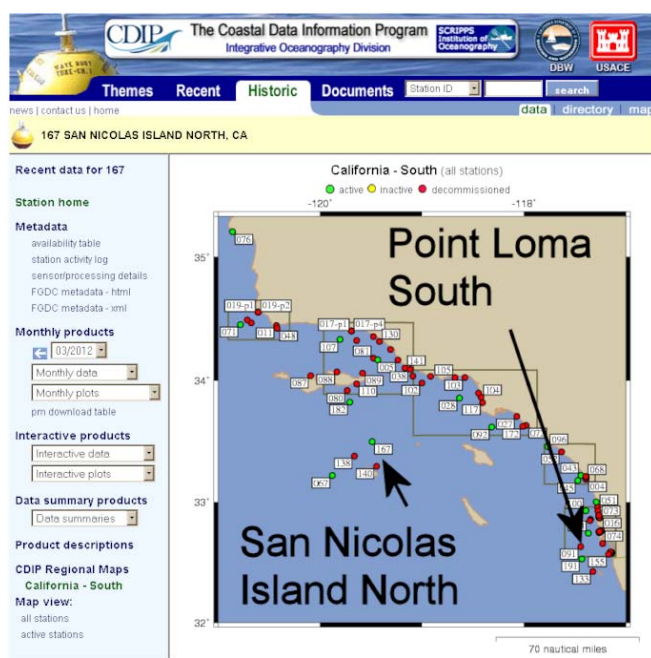 CDIP
The Coastal Data Information Program
Integrative Oceanography Division
SCRIPPS
Institution of
Oceanography
DBW
USACE
Themes Recent Historic Documents Station ID search
news | contact us | home
data | directory | map
167 SAN NICOLAS ISLAND NORTH, CA
Recent data for 167
Station home
Metadata
availability table
station activity log
sensor/processing details
FGDC metadata - html
FGDC metadata - xml
Monthly products
03/2012
Monthly data
Monthly plots
pm download table
Interactive products
Interactive data
Interactive plots
Data summary products
Data summaries
Product descriptions
CDIP Regional Maps
California - South
Map view:
all stations
active stations
California - South (all stations)
active inactive decommissioned
-120˚ -118˚
35˚
34˚
33˚
32˚
Point Loma
South
San Nicolas
Island North
076
019-p1 019-p2
071 011 048
017-p1 017-p4
130
107 081
141
087 088 089 038 102 103 104
080 110
182
028 117
092 027 172
096
167
138 140
067
043 068
004
051
073
016
074
091
191 155
133
70 nautical miles